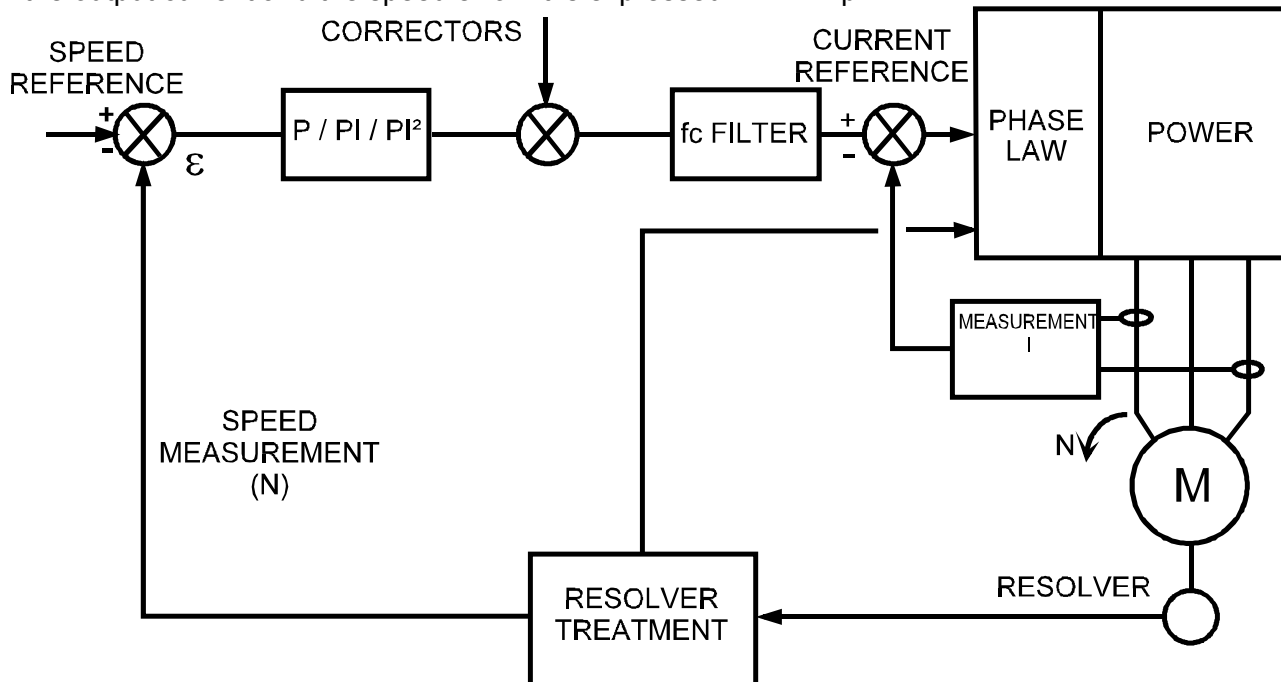 CORRECTORS
SPEED
REFERENCE
CURRENT
REFERENCE
+
-
ε
P / PI / PI²
fc FILTER
+
-
PHASE
LAW
POWER
MEASUREMENT
I
SPEED
MEASUREMENT
(N)
N
M
RESOLVER
TREATMENT
RESOLVER